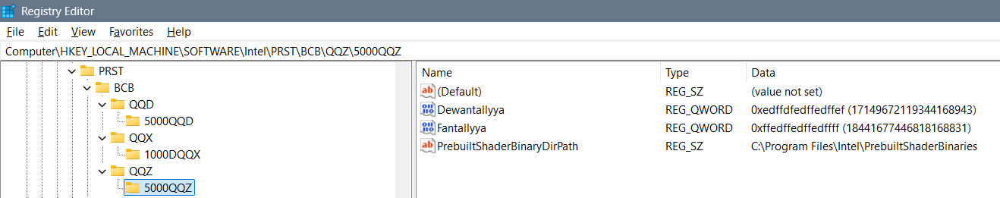 Registry Editor
File Edit View Favorites Help
Computer\HKEY_LOCAL_MACHINE\SOFTWARE\Intel\PRST\BCB\QQZ\5000QQZ
PRST
BCB
QQD
5000QQD
QQX
1000DQQX
QQZ
5000QQZ
Name Type Data
(Default) REG_SZ (value not set)
Dewantallyya REG_QWORD 0xedffdfedffedffef (17149672119344168943)
Fantallyya REG_QWORD 0xffedffedffedffff (18441677446818168831)
PrebuiltShaderBinaryDirPath REG_SZ C:\Program Files\Intel\PrebuiltShaderBinaries